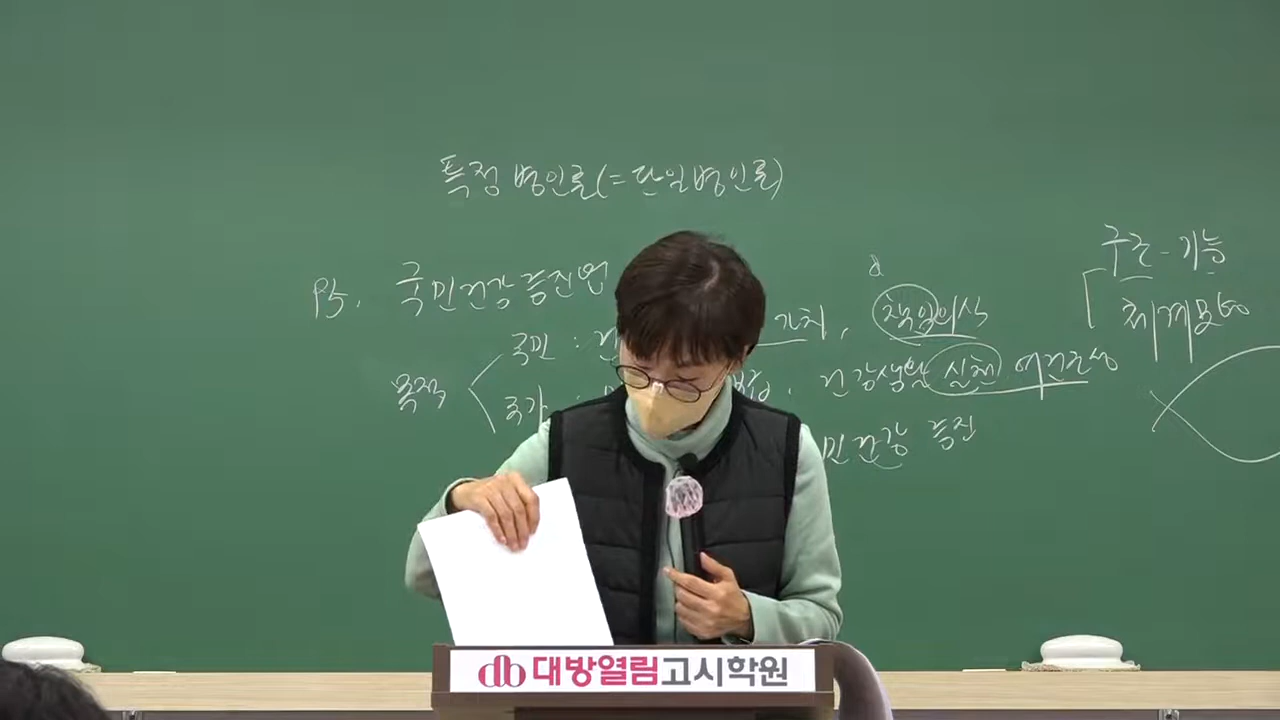 특정병인론(=단일병인론)
구조-기능
P5. 국민건강증진법
체계모형
국민 : 가치, 책임의식
목적
국가 : 건강생활 실천 여건조성
민건강 증진
db 대방열림고시학원